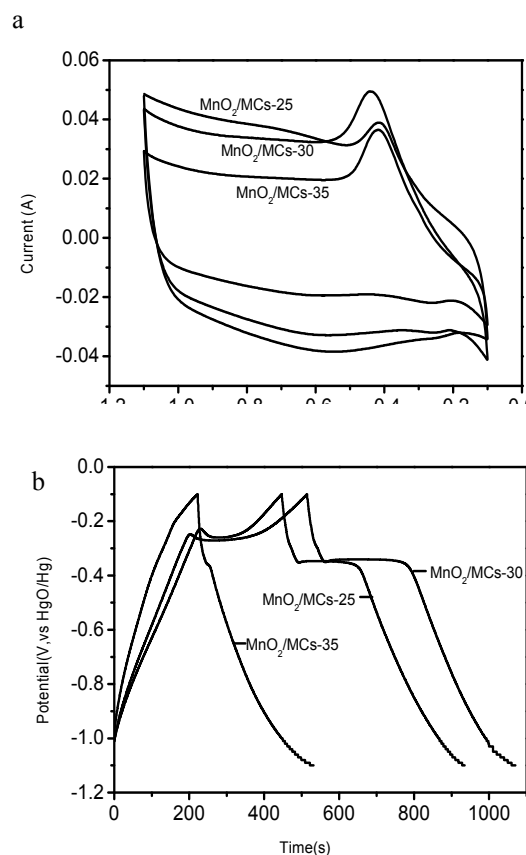 a
0.06
MnO2/MCs-25
0.04
MnO2/MCs-30
0.02
MnO2/MCs-35
0.00
-0.02
-0.04
Current (A)
b
0.0
-0.2
-0.4
-0.6
-0.8
-1.0
-1.2
Potential(V,vs HgO/Hg)
MnO2/MCs-30
MnO2/MCs-25
MnO2/MCs-35
0 200 400 600 800 1000
Time(s)